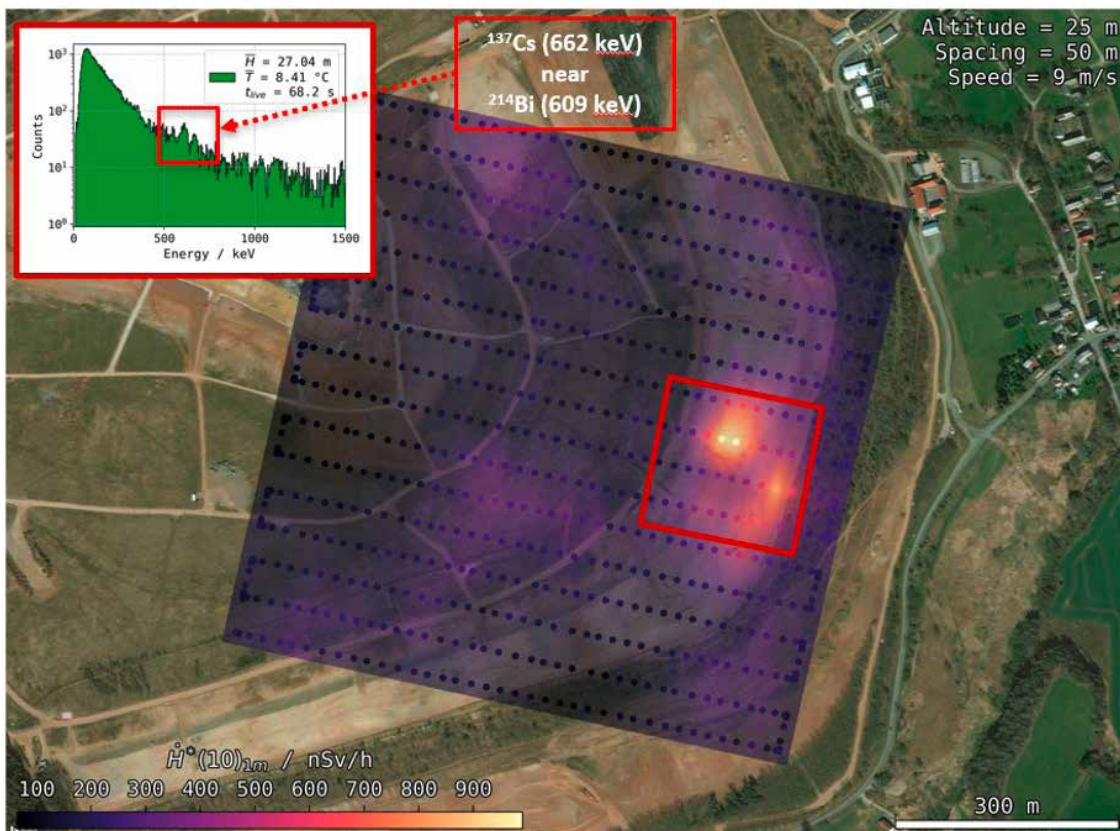 10³
10²
10¹
10⁰
Counts
H̅ = 27.04 m
T̅ = 8.41 °C
t_live = 68.2 s
0 500 1000 1500
Energy / keV
¹³⁷Cs (662 keV)
near
²¹⁴Bi (609 keV)
Altitude = 25 m
Spacing = 50 m
Speed = 9 m/s
Ḣ*(10)₁ₘ / nSv/h
100 200 300 400 500 600 700 800 900
300 m